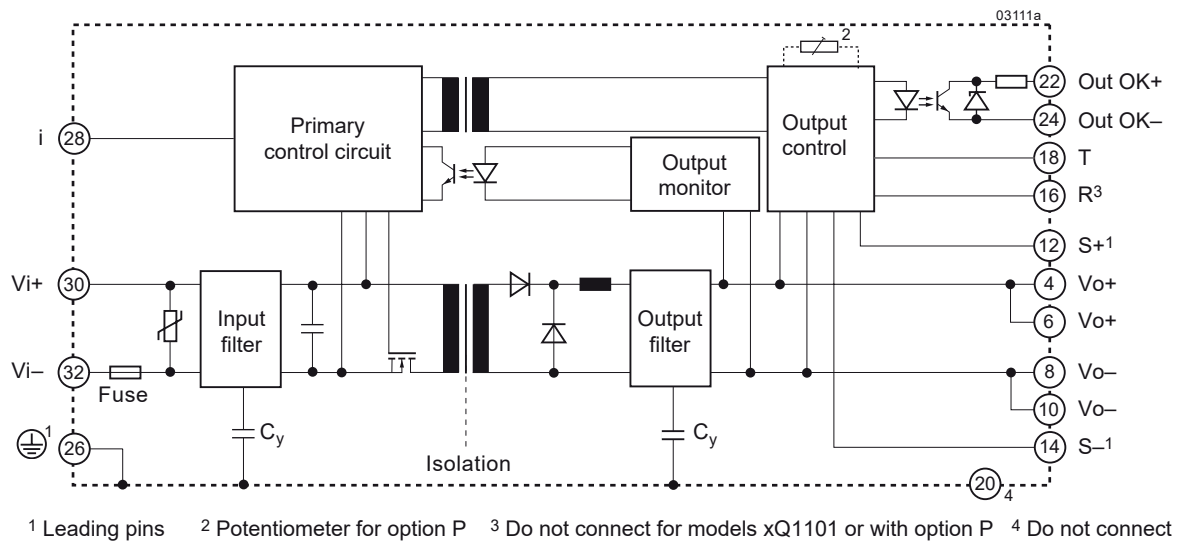 03111a
2
22 Out OK+
Primary
control circuit
Output
control
24 Out OK–
i 28
Output
monitor
18 T
16 R3
12 S+1
Vi+ 30
4 Vo+
Input
filter
Output
filter
6 Vo+
Vi– 32
8 Vo–
Fuse
10 Vo–
Cy
Cy
1 26
14 S–1
Isolation
20 4
1 Leading pins 2 Potentiometer for option P 3 Do not connect for models xQ1101 or with option P 4 Do not connect